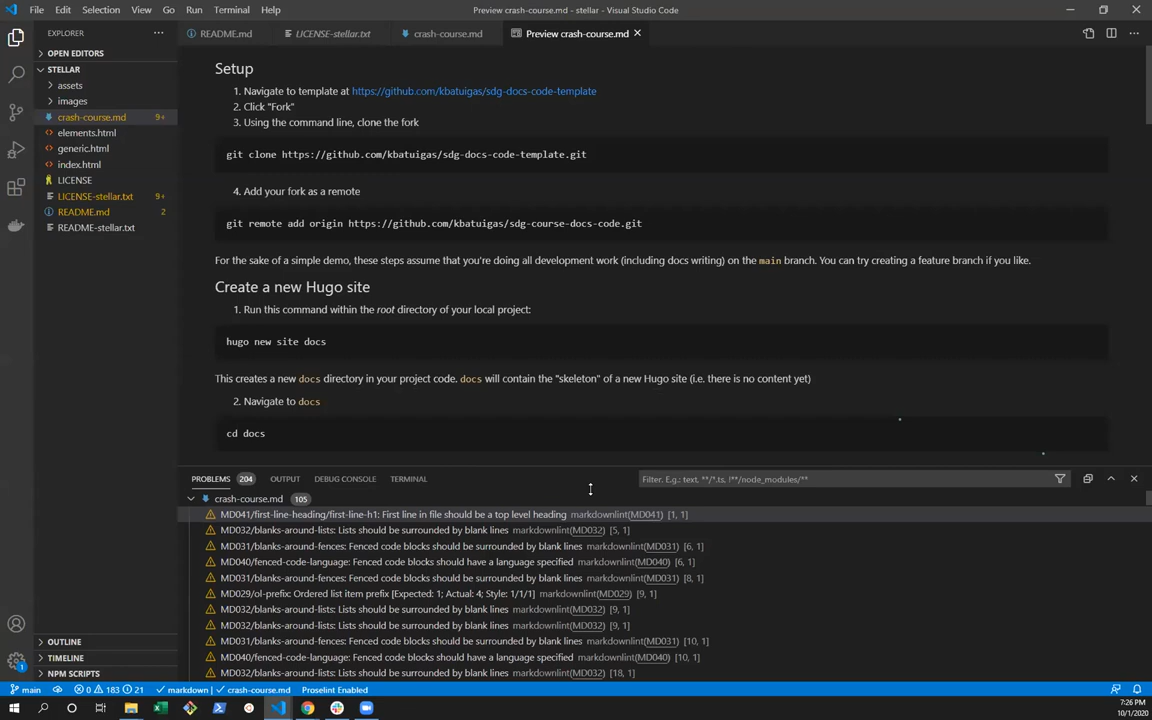 File Edit Selection View Go Run Terminal Help
Preview crash-course.md - stellar - Visual Studio Code
EXPLORER
README.md
LICENSE-stellar.txt
crash-course.md
Preview crash-course.md
OPEN EDITORS
STELLAR
assets
images
crash-course.md 9+
elements.html
generic.html
index.html
LICENSE
LICENSE-stellar.txt 9+
README.md 2
README-stellar.txt
Setup
1. Navigate to template at https://github.com/kbatuigas/sdg-docs-code-template
2. Click "Fork"
3. Using the command line, clone the fork
git clone https://github.com/kbatuigas/sdg-docs-code-template.git
4. Add your fork as a remote
git remote add origin https://github.com/kbatuigas/sdg-course-docs-code.git
For the sake of a simple demo, these steps assume that you're doing all development work (including docs writing) on the main branch. You can try creating a feature branch if you like.
Create a new Hugo site
1. Run this command within the root directory of your local project:
hugo new site docs
This creates a new docs directory in your project code. docs will contain the "skeleton" of a new Hugo site (i.e. there is no content yet)
2. Navigate to docs
cd docs
PROBLEMS 204 OUTPUT DEBUG CONSOLE TERMINAL
Filter. E.g.: text, **/*.ts, !**/node_modules/**
crash-course.md 105
MD041/first-line-heading/first-line-h1: First line in file should be a top level heading markdownlint(MD041) [1, 1]
MD032/blanks-around-lists: Lists should be surrounded by blank lines markdownlint(MD032) [5, 1]
MD031/blanks-around-fences: Fenced code blocks should be surrounded by blank lines markdownlint(MD031) [6, 1]
MD040/fenced-code-language: Fenced code blocks should have a language specified markdownlint(MD040) [6, 1]
MD031/blanks-around-fences: Fenced code blocks should be surrounded by blank lines markdownlint(MD031) [8, 1]
MD029/ol-prefix: Ordered list item prefix [Expected: 1; Actual: 4; Style: 1/1/1] markdownlint(MD029) [9, 1]
MD032/blanks-around-lists: Lists should be surrounded by blank lines markdownlint(MD032) [9, 1]
MD032/blanks-around-lists: Lists should be surrounded by blank lines markdownlint(MD032) [9, 1]
MD031/blanks-around-fences: Fenced code blocks should be surrounded by blank lines markdownlint(MD031) [10, 1]
MD040/fenced-code-language: Fenced code blocks should have a language specified markdownlint(MD040) [10, 1]
MD032/blanks-around-lists: Lists should be surrounded by blank lines markdownlint(MD032) [18, 1]
OUTLINE
TIMELINE
NPM SCRIPTS
1
main 0 183 21 markdown | crash-course.md Proselint Enabled
7:26 PM
10/1/2020